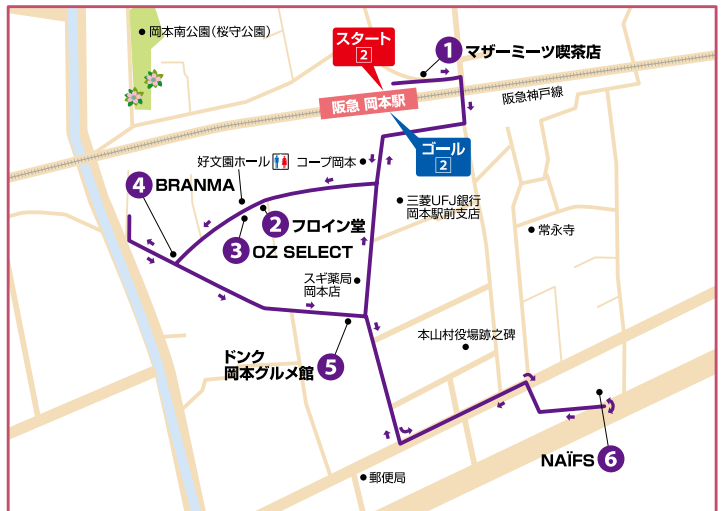 岡本南公園(桜守公園)
スタート
2
1 マザーミーツ喫茶店
阪急 岡本駅
阪急神戸線
ゴール
2
好文園ホール
コープ岡本
4 BRANMA
2 フロイン堂
3 OZ SELECT
三菱UFJ銀行
岡本駅前支店
常永寺
スギ薬局
岡本店
本山村役場跡之碑
ドンク
岡本グルメ館 5
NAÏFS 6
郵便局